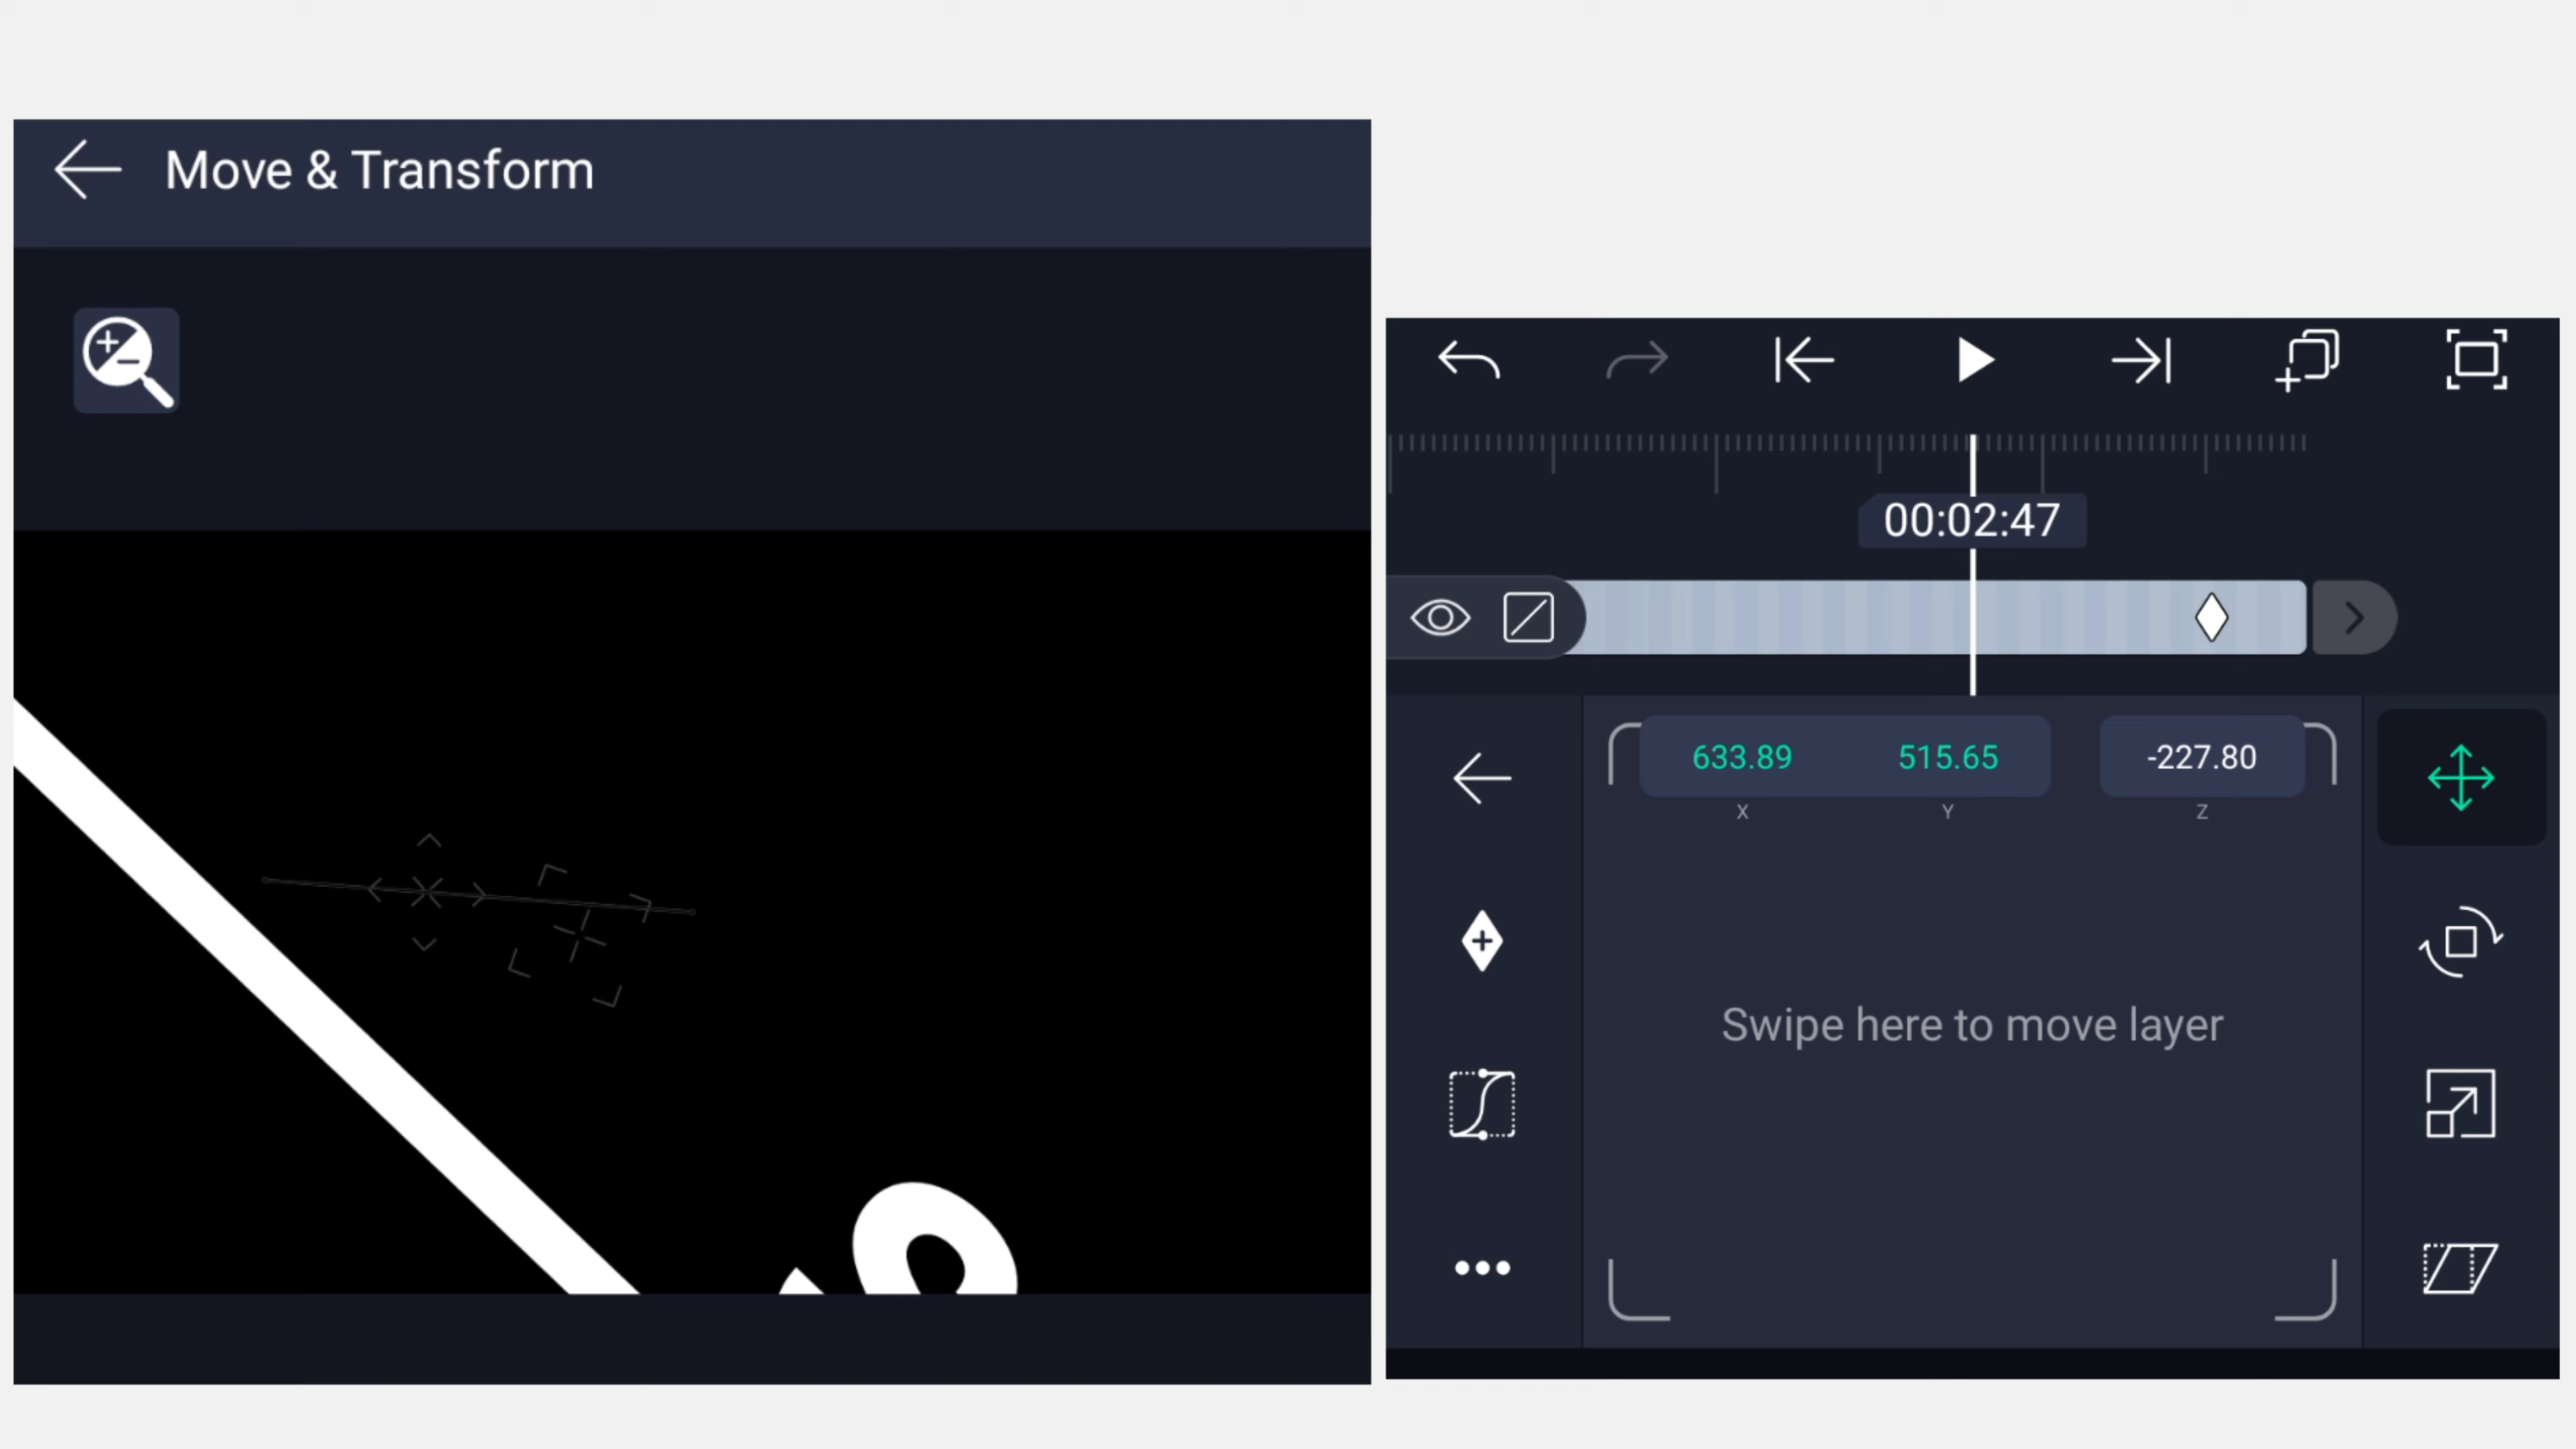 Move & Transform
00:02:47
633.89 515.65 -227.80
X Y Z
Swipe here to move layer